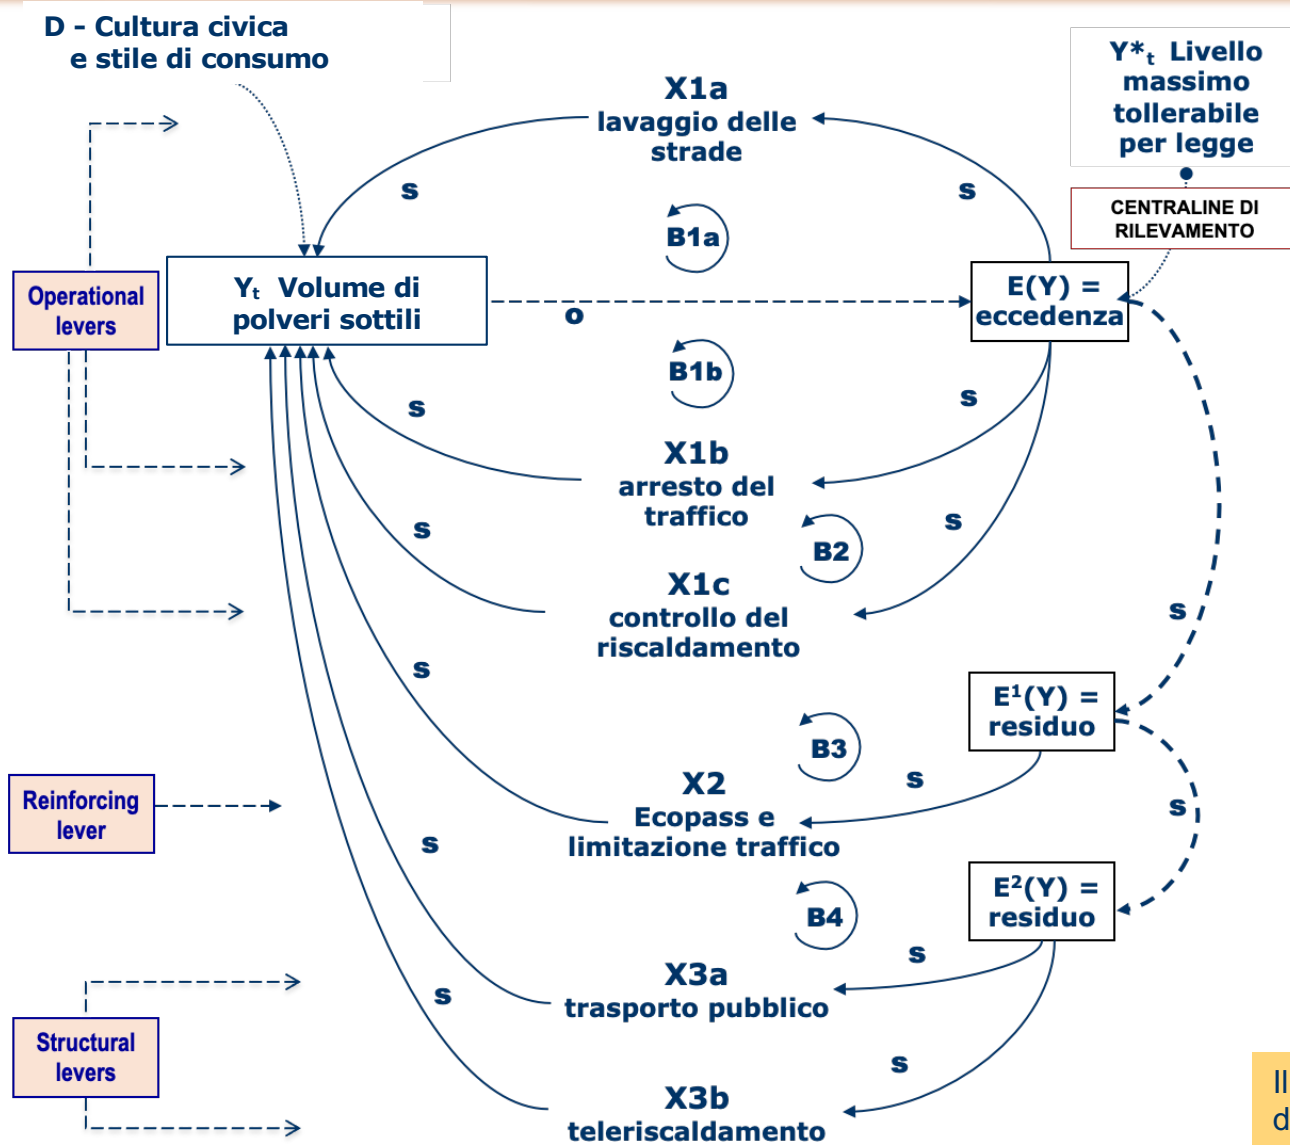 D - Cultura civica
e stile di consumo
Y*t Livello
massimo
tollerabile
per legge
CENTRALINE DI
RILEVAMENTO
X1a
lavaggio delle
strade
s
s
B1a
Operational
levers
Yt Volume di
polveri sottili
o
E(Y) =
eccedenza
B1b
s
s
X1b
arresto del
traffico
s
s
B2
X1c
controllo del
riscaldamento
s
s
E¹(Y) =
residuo
B3
Reinforcing
lever
X2
Ecopass e
limitazione traffico
s
s
s
E²(Y) =
residuo
B4
X3a
trasporto pubblico
s
s
Structural
levers
s
X3b
teleriscaldamento
Il
d